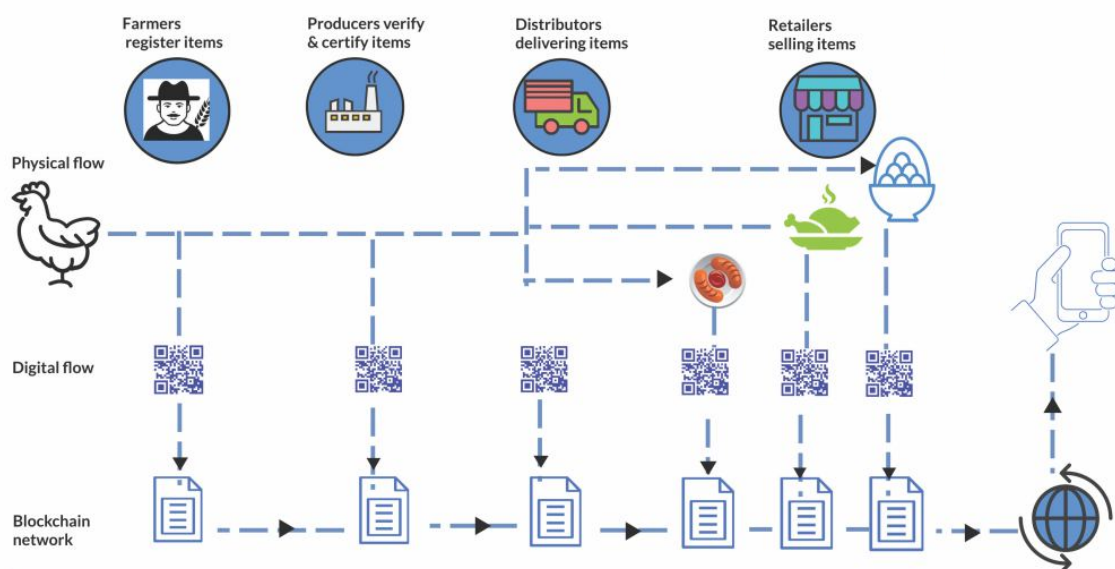 Farmers
register items
Producers verify
& certify items
Distributors
delivering items
Retailers
selling items
Physical flow
Digital flow
Blockchain
network